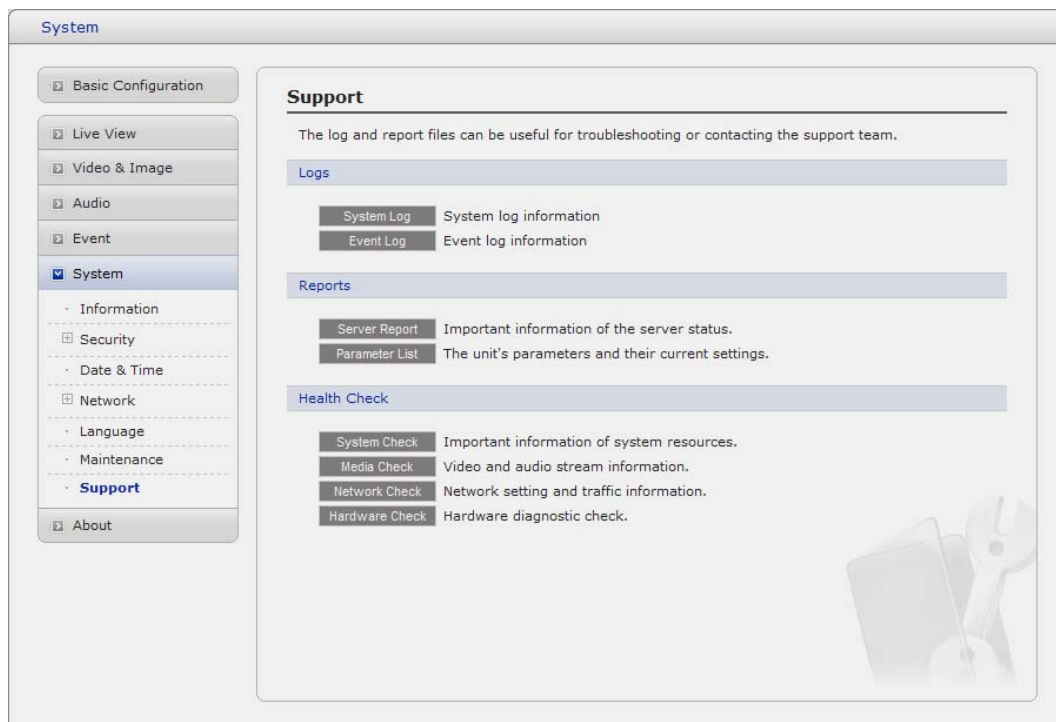 System
Basic Configuration
Live View
Video & Image
Audio
Event
System
· Information
Security
· Date & Time
Network
· Language
· Maintenance
· Support
About
Support
The log and report files can be useful for troubleshooting or contacting the support team.
Logs
System Log System log information
Event Log Event log information
Reports
Server Report Important information of the server status.
Parameter List The unit's parameters and their current settings.
Health Check
System Check Important information of system resources.
Media Check Video and audio stream information.
Network Check Network setting and traffic information.
Hardware Check Hardware diagnostic check.